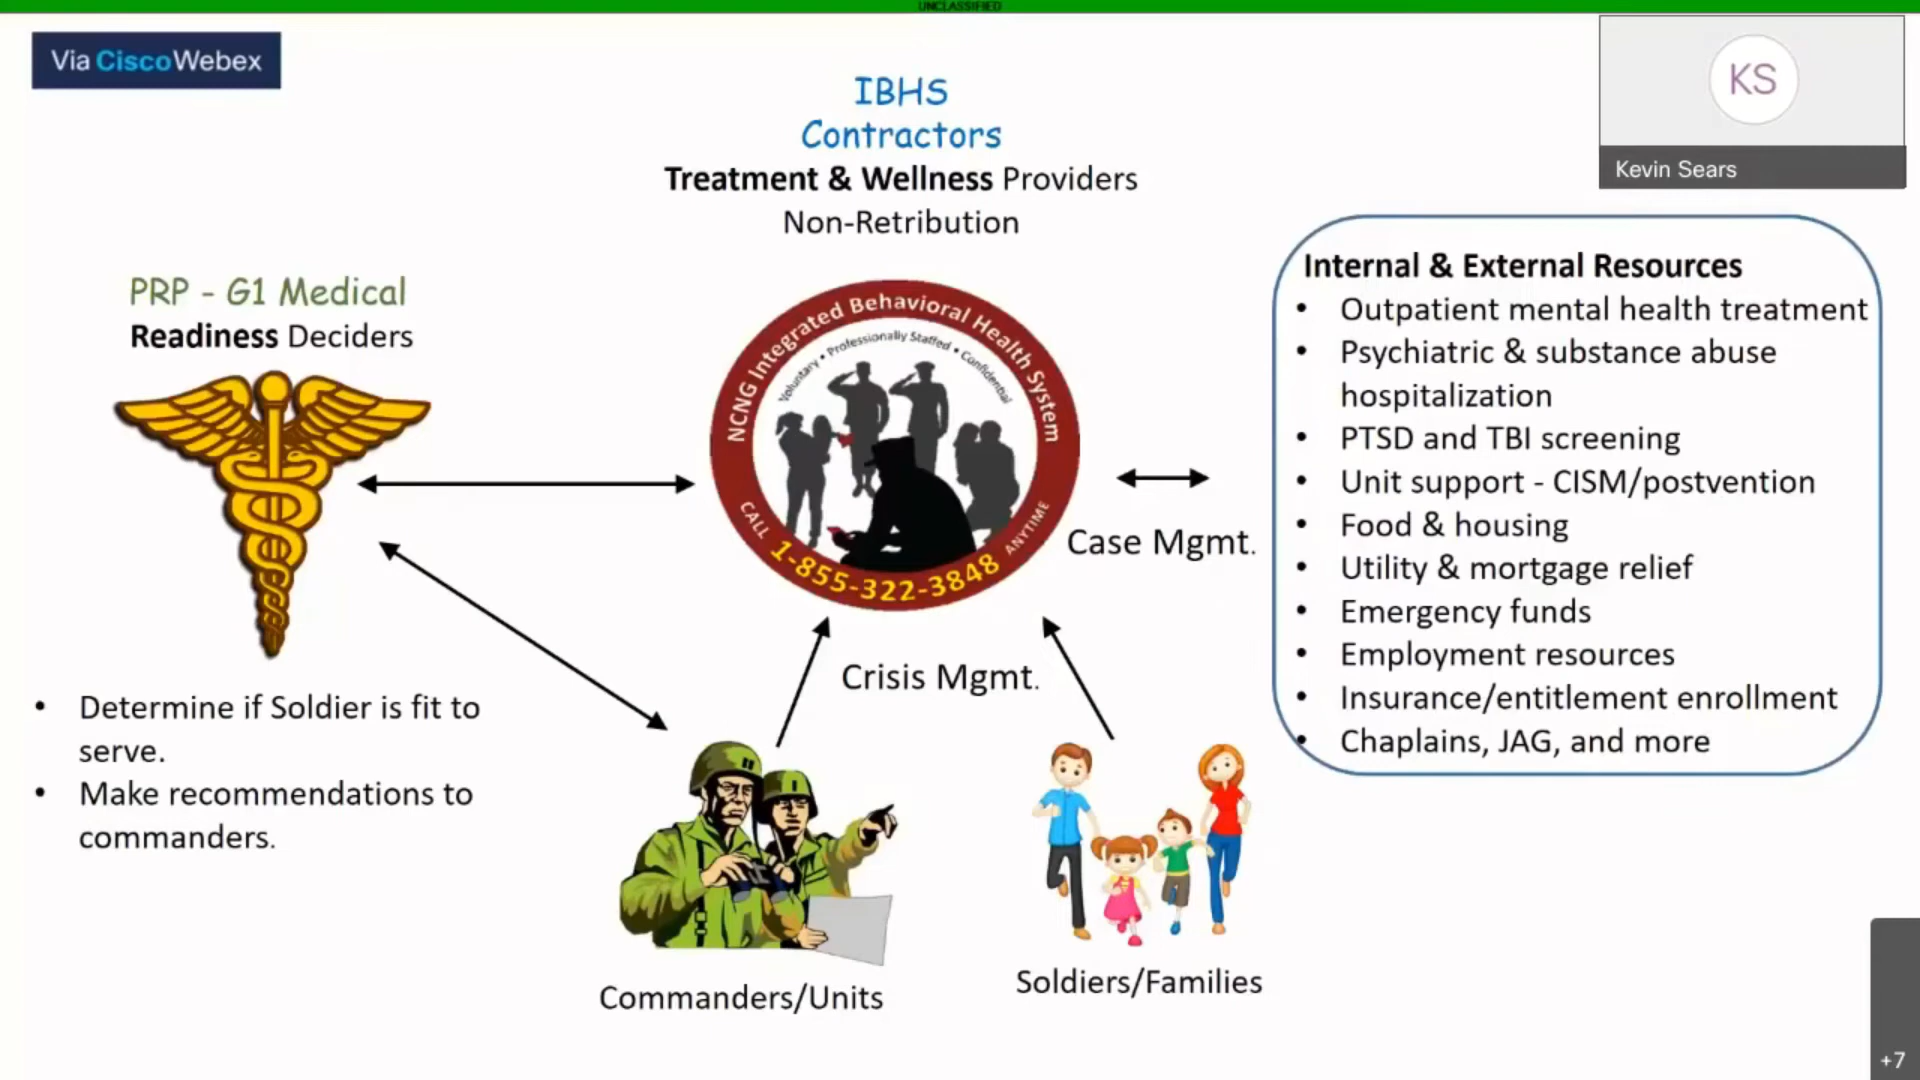 UNCLASSIFIED
Via CiscoWebex
KS
Kevin Sears
IBHS
Contractors
Treatment & Wellness Providers
Non-Retribution
PRP - G1 Medical
Readiness Deciders
NCNG Integrated Behavioral Health System
Voluntary • Professionally Staffed • Confidential
CALL 1-855-322-3848 ANYTIME
Case Mgmt.
Crisis Mgmt.
• Determine if Soldier is fit to
serve.
• Make recommendations to
commanders.
Commanders/Units
Soldiers/Families
Internal & External Resources
• Outpatient mental health treatment
• Psychiatric & substance abuse
hospitalization
• PTSD and TBI screening
• Unit support - CISM/postvention
• Food & housing
• Utility & mortgage relief
• Emergency funds
• Employment resources
• Insurance/entitlement enrollment
• Chaplains, JAG, and more
+7